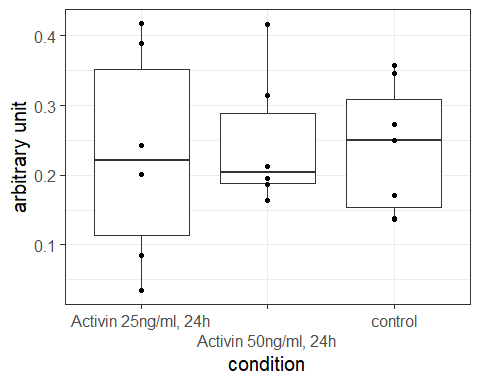 arbitrary unit
0.4
0.3
0.2
0.1
Activin 25ng/ml, 24h
control
Activin 50ng/ml, 24h
condition